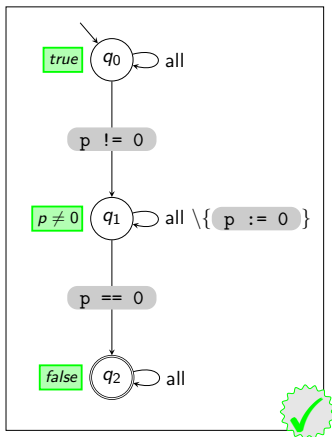 true q0 all
p != 0
p ≠ 0 q1 all \{ p := 0 }
p == 0
false q2 all